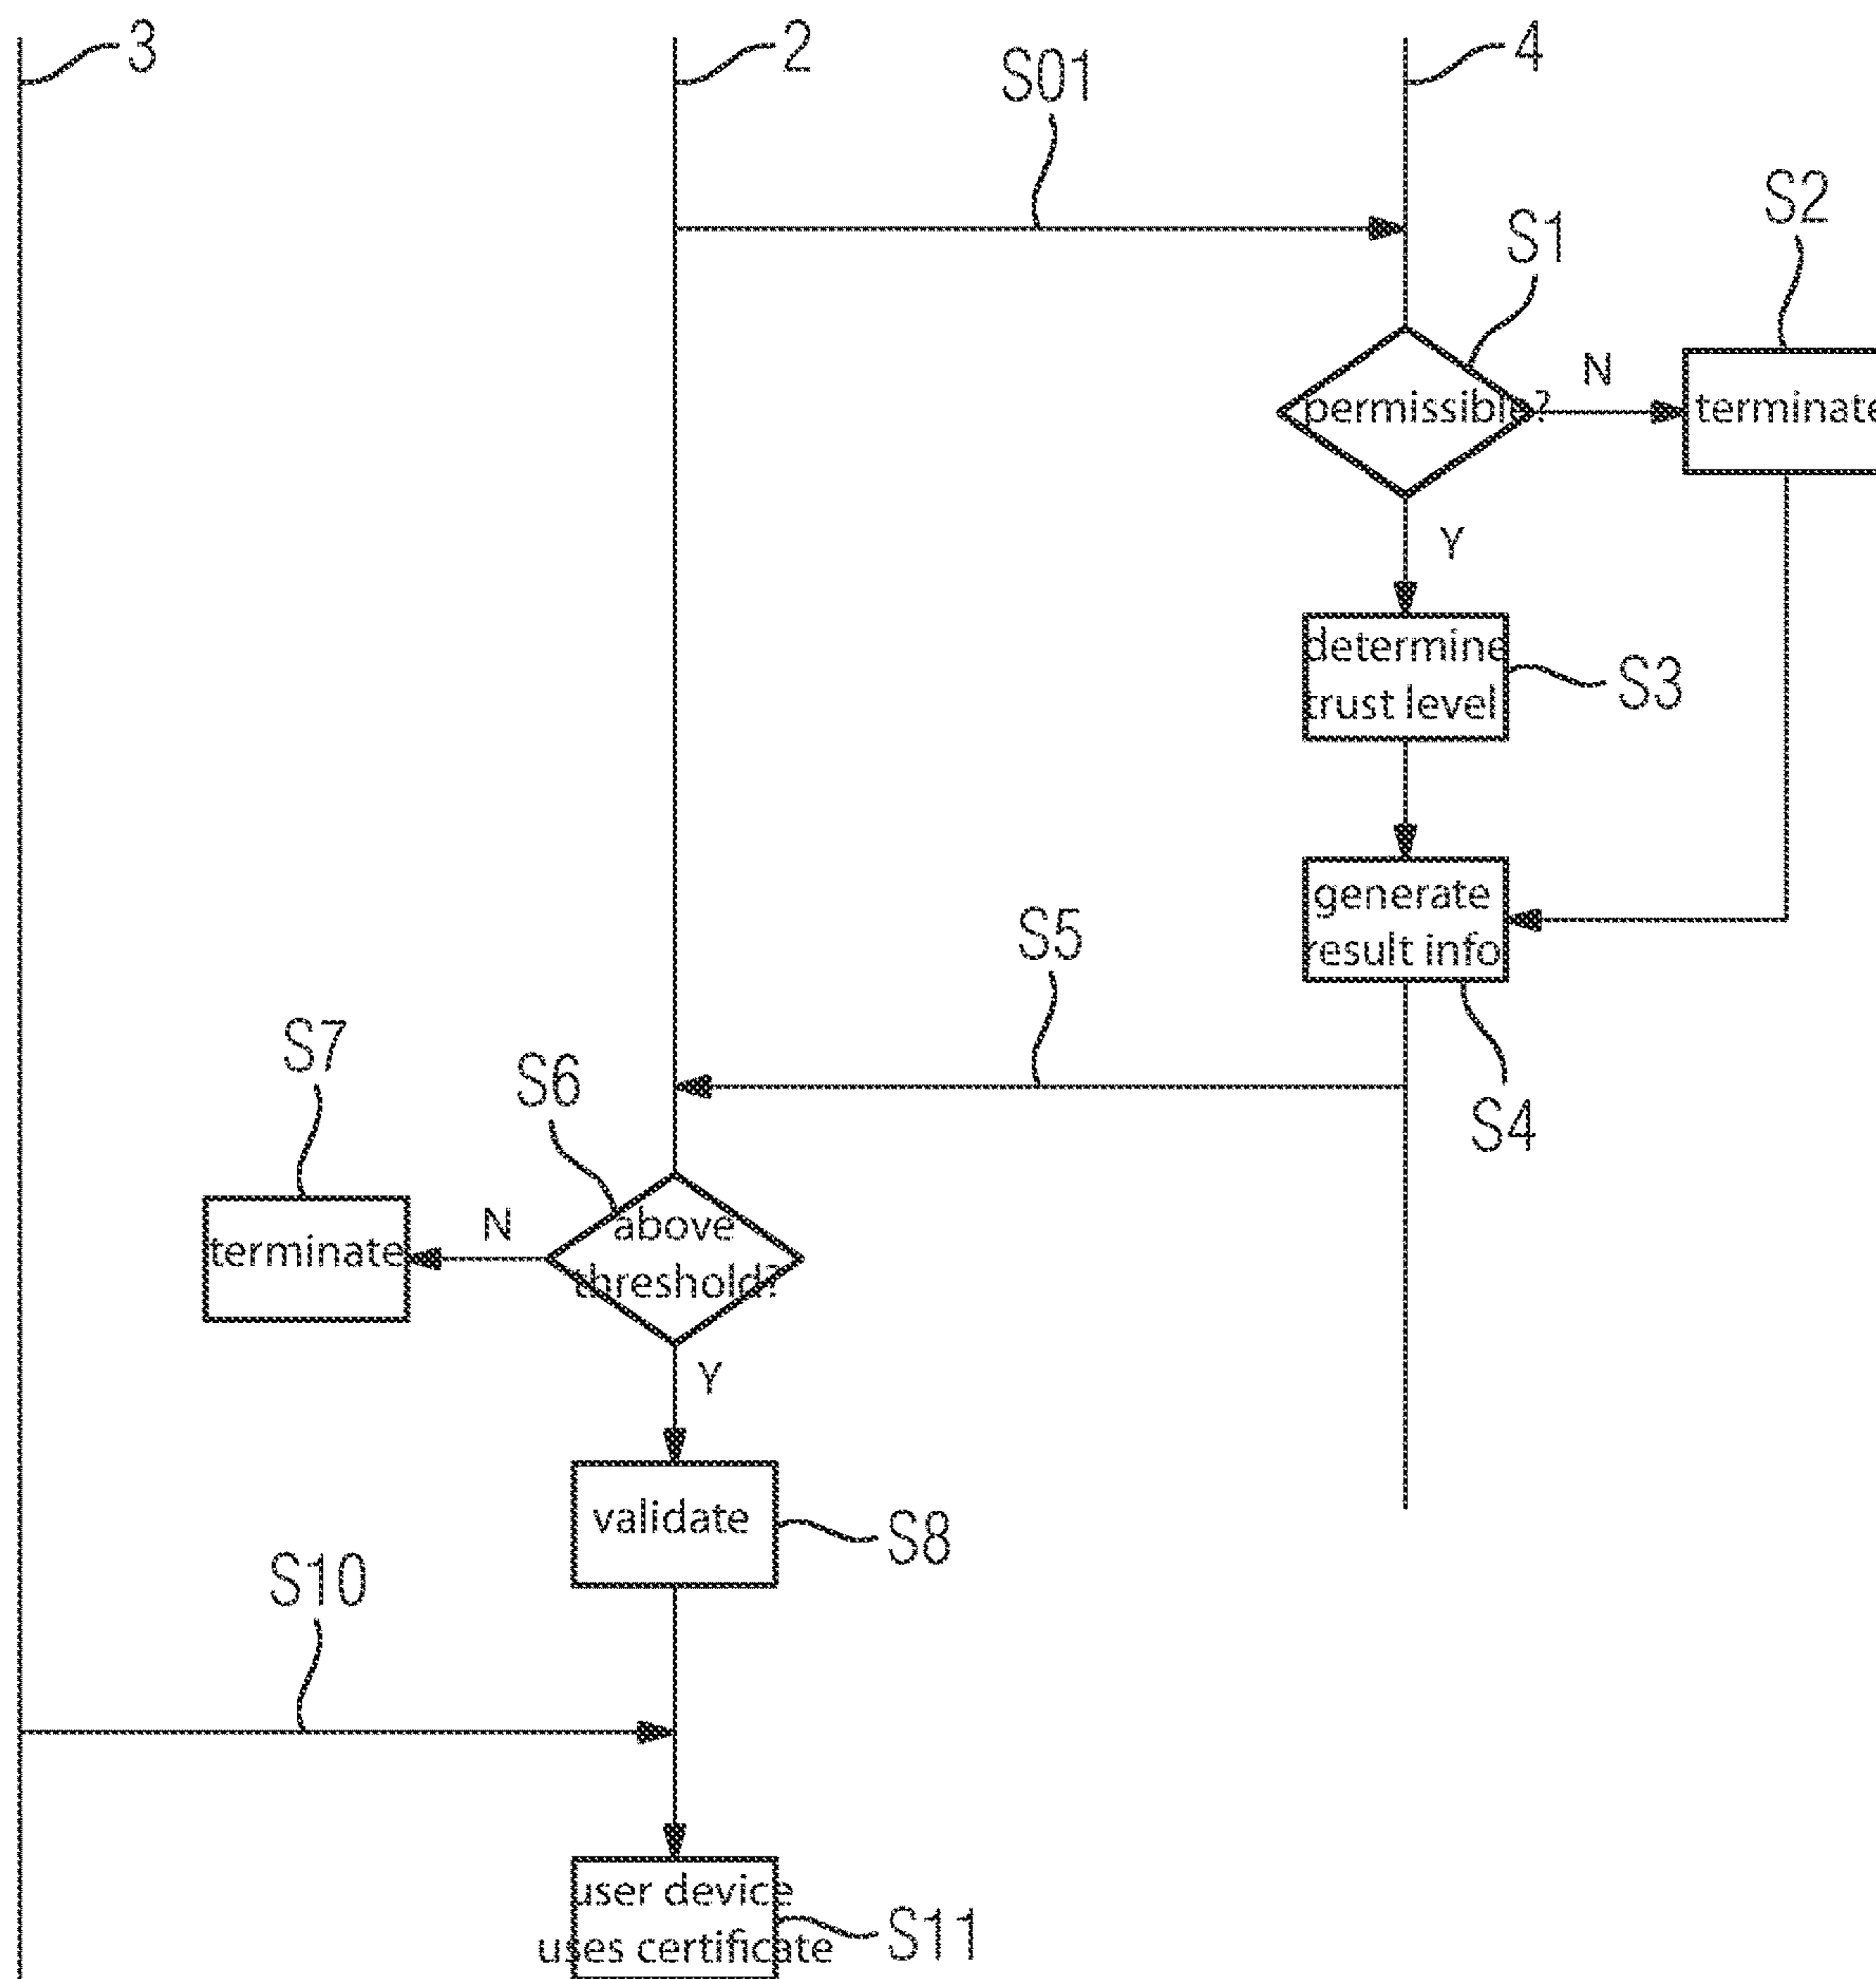 3
2
4
S01
S2
S1
N
permissible?
terminate
Y
determine
trust level
S3
generate
result info
S5
S4
S7
S6
N
above
threshold?
terminate
Y
validate
S8
S10
user device
uses certificate
S11